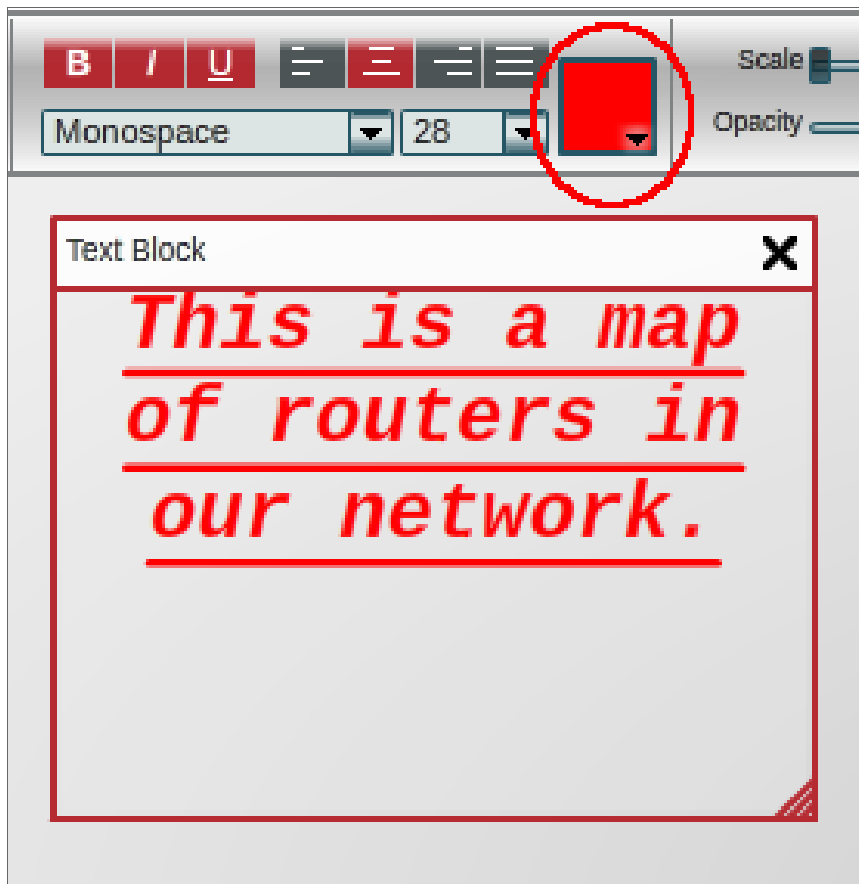 B I U
Scale
Monospace 28
Opacity
Text Block
This is a map
of routers in
our network.